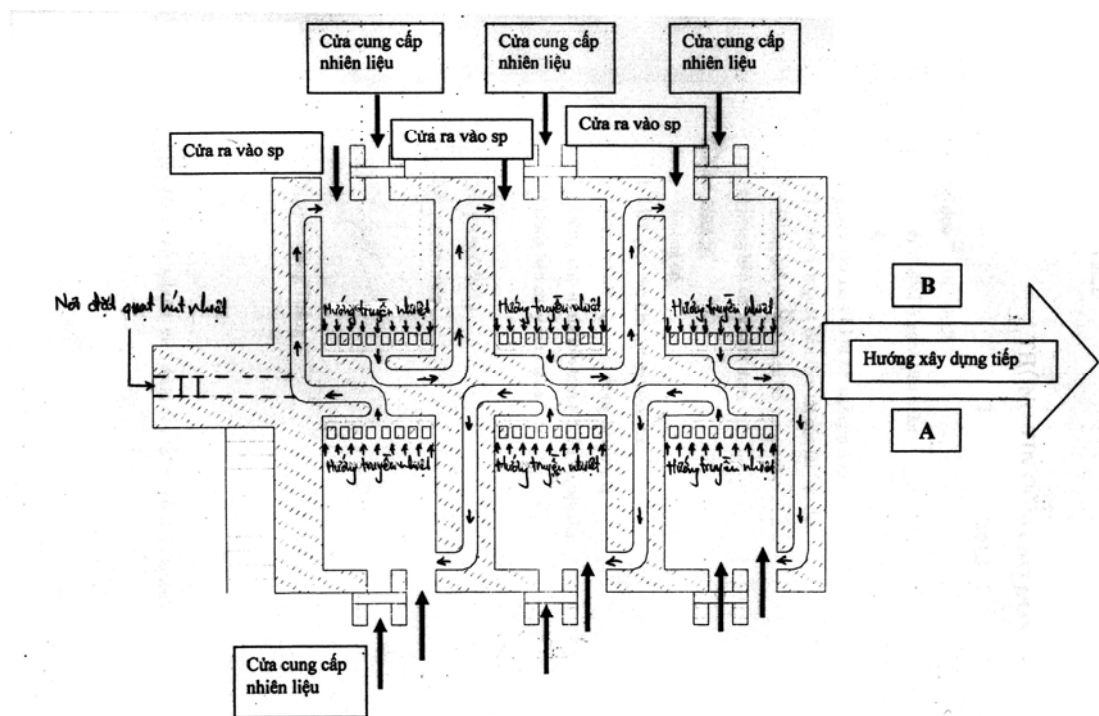 Cửa cung cấp
nhiên liệu
Cửa cung cấp
nhiên liệu
Cửa cung cấp
nhiên liệu
Cửa ra vào sp
Cửa ra vào sp
Cửa ra vào sp
Nơi đặt quạt hút nhiệt
Hướng truyền nhiệt
Hướng truyền nhiệt
Hướng truyền nhiệt
B
Hướng xây dựng tiếp
A
Hướng truyền nhiệt
Hướng truyền nhiệt
Hướng truyền nhiệt
Cửa cung cấp
nhiên liệu